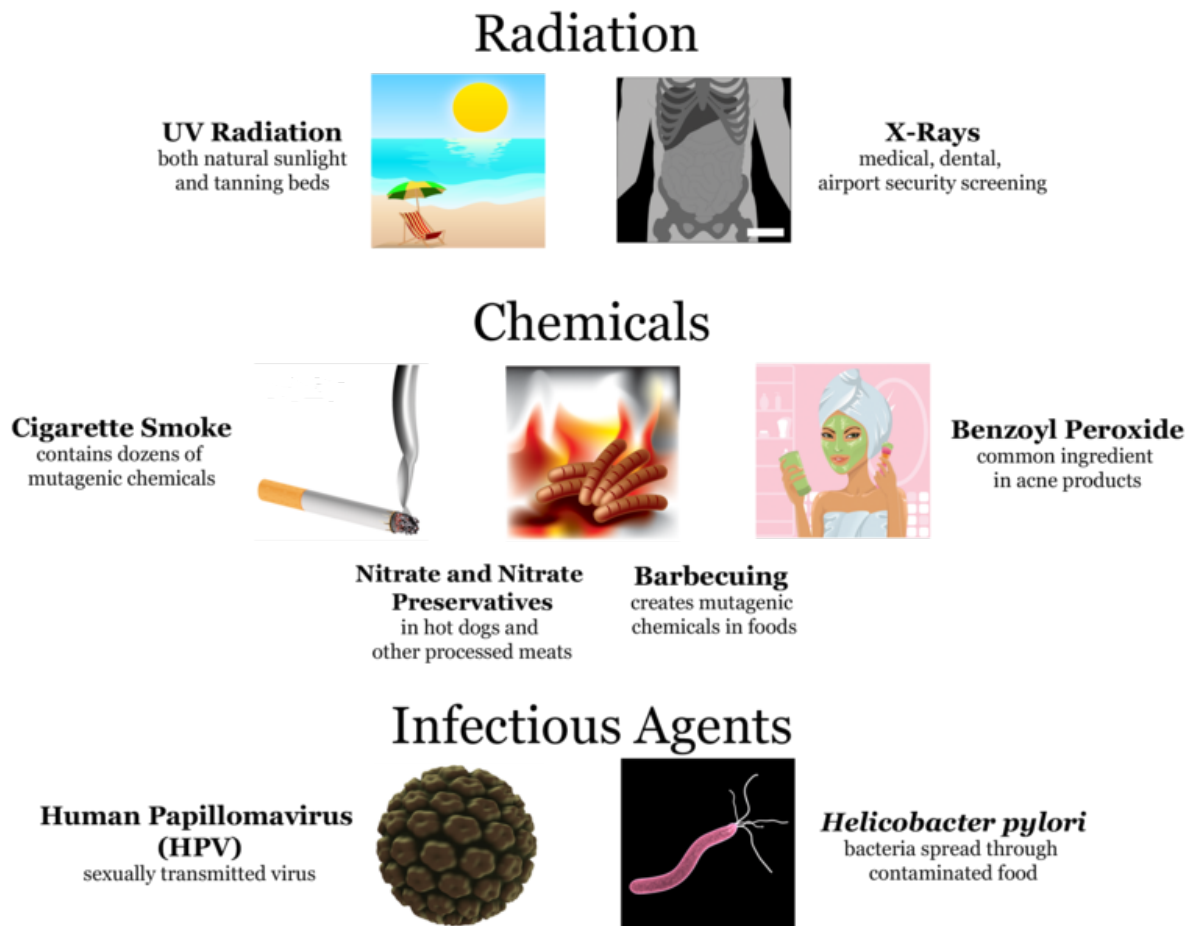 Radiation
UV Radiation
both natural sunlight
and tanning beds
X-Rays
medical, dental,
airport security screening
Chemicals
Cigarette Smoke
contains dozens of
mutagenic chemicals
Benzoyl Peroxide
common ingredient
in acne products
Nitrate and Nitrate
Preservatives
in hot dogs and
other processed meats
Barbecuing
creates mutagenic
chemicals in foods
Infectious Agents
Human Papillomavirus
(HPV)
sexually transmitted virus
Helicobacter pylori
bacteria spread through
contaminated food